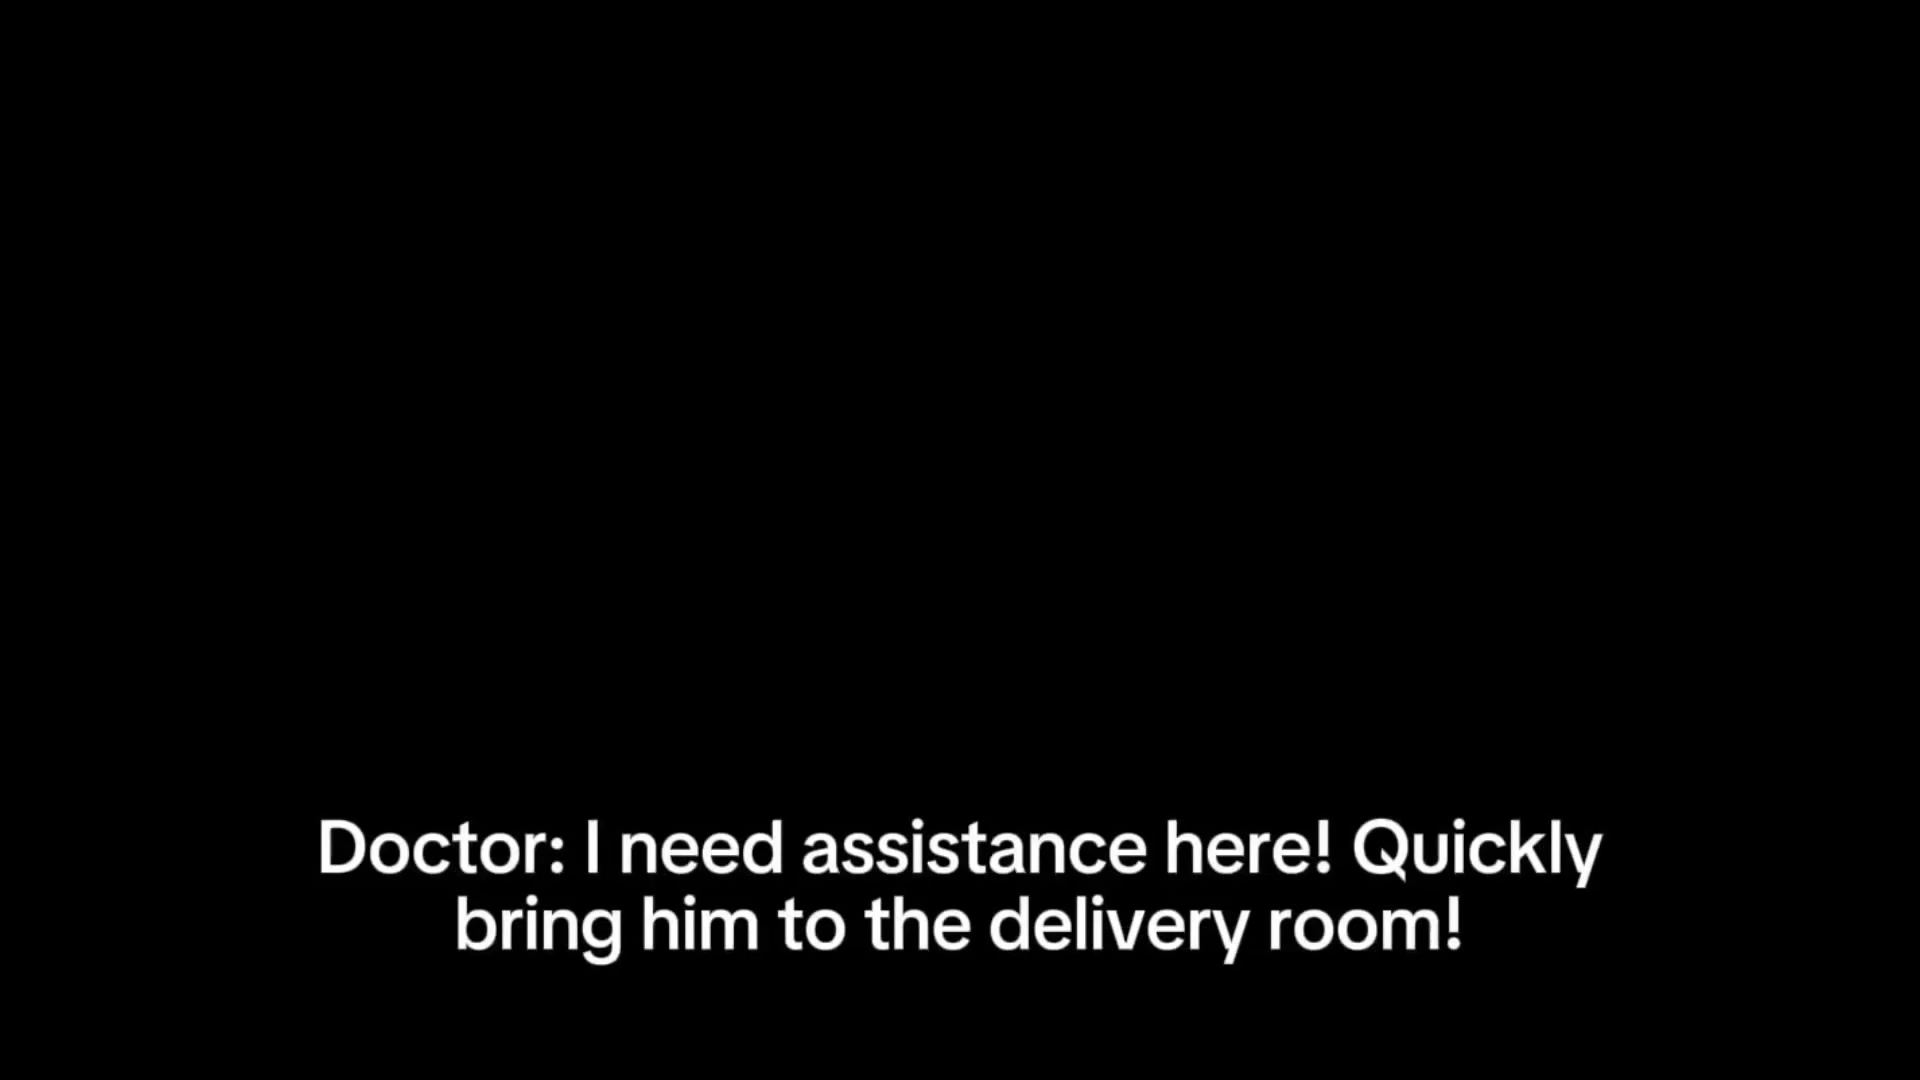 Doctor: I need assistance here! Quickly
bring him to the delivery room!